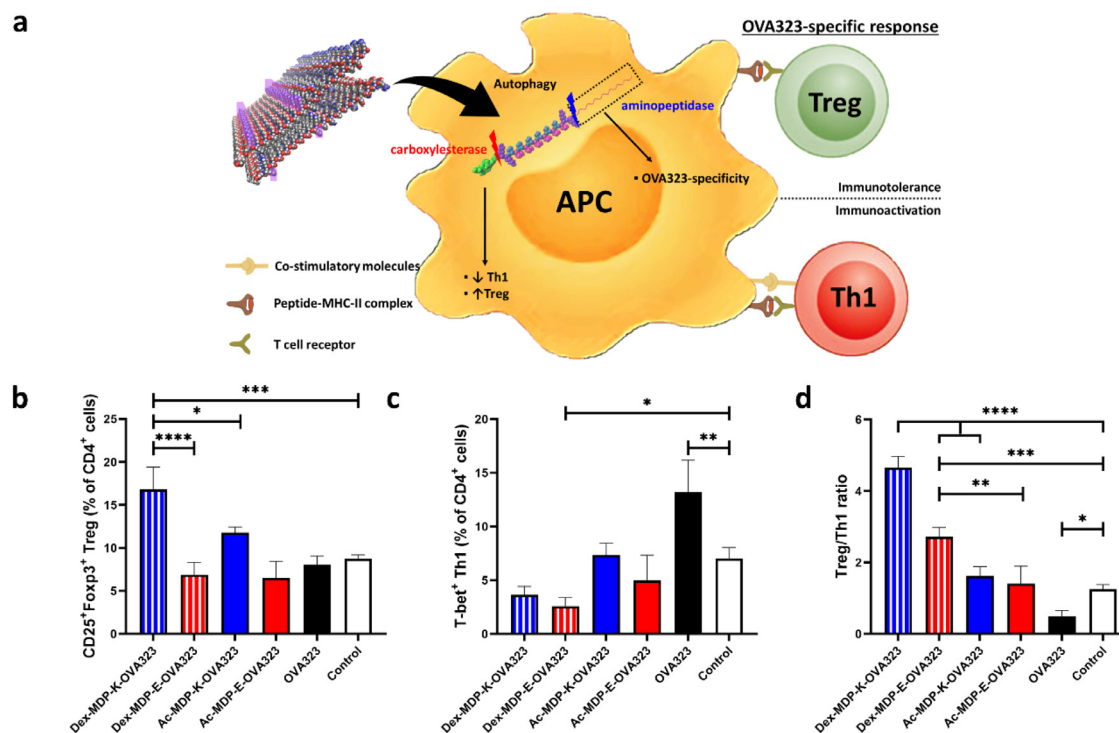 a
OVA323-specific response
Autophagy
aminopeptidase
carboxylesterase
▪ OVA323-specificity
APC
Treg
Immunotolerance
Immunoactivation
▪ ↓ Th1
▪ ↑Treg
Th1
Co-stimulatory molecules
Peptide-MHC-II complex
T cell receptor
b
CD25⁺Foxp3⁺ Treg (% of CD4⁺ cells)
25
20
15
10
5
0
***
*
****
Dex-MDP-K-OVA323
Dex-MDP-E-OVA323
Ac-MDP-K-OVA323
Ac-MDP-E-OVA323
OVA323
Control
c
T-bet⁺ Th1 (% of CD4⁺ cells)
20
15
10
5
0
*
**
Dex-MDP-K-OVA323
Dex-MDP-E-OVA323
Ac-MDP-K-OVA323
Ac-MDP-E-OVA323
OVA323
Control
d
Treg/Th1 ratio
6
4
2
0
****
***
**
*
Dex-MDP-K-OVA323
Dex-MDP-E-OVA323
Ac-MDP-K-OVA323
Ac-MDP-E-OVA323
OVA323
Control